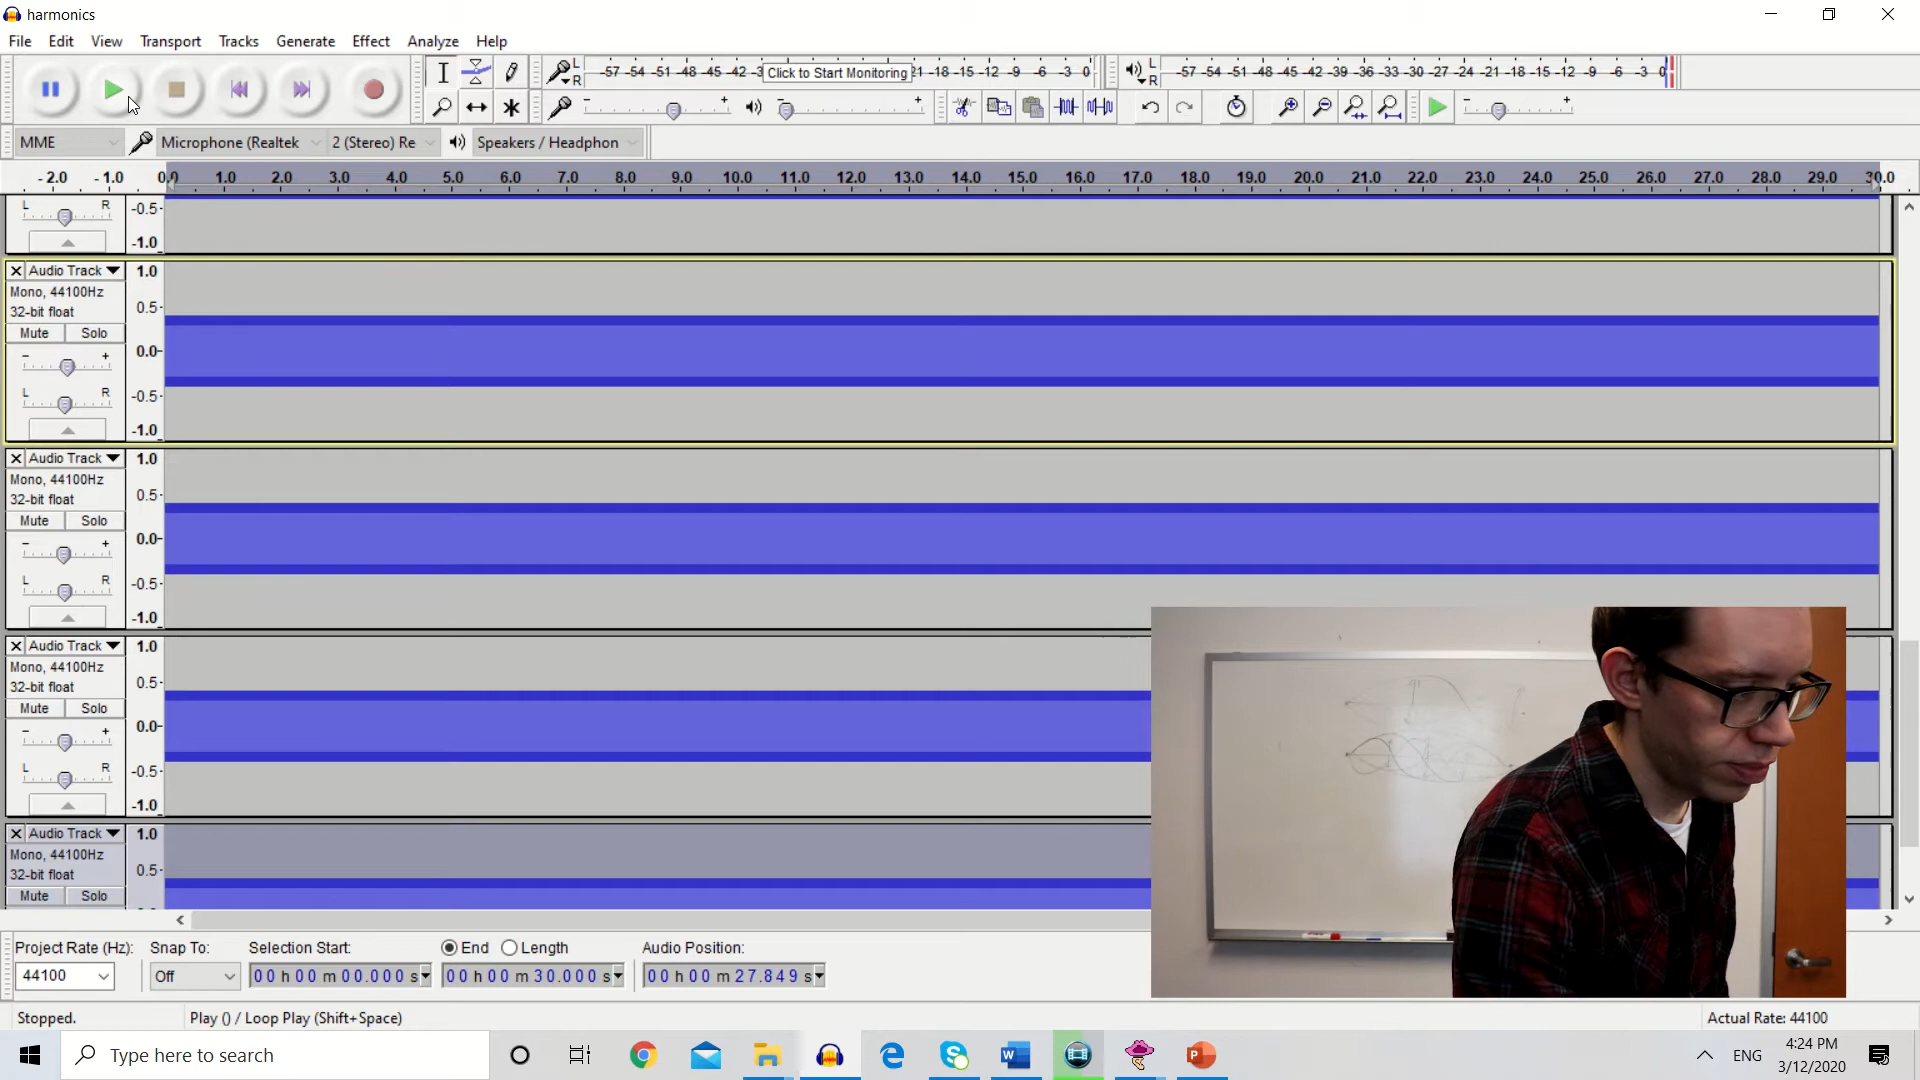 harmonics
File Edit View Transport Tracks Generate Effect Analyze Help
L R -57 -54 -51 -48 -45 -42 -3 Click to Start Monitoring 21 -18 -15 -12 -9 -6 -3 0 L R -57 -54 -51 -48 -45 -42 -39 -36 -33 -30 -27 -24 -21 -18 -15 -12 -9 -6 -3 0
MME Microphone (Realtek 2 (Stereo) Re Speakers / Headphon
-2.0 -1.0 0.0 1.0 2.0 3.0 4.0 5.0 6.0 7.0 8.0 9.0 10.0 11.0 12.0 13.0 14.0 15.0 16.0 17.0 18.0 19.0 20.0 21.0 22.0 23.0 24.0 25.0 26.0 27.0 28.0 29.0 30.0
L R -0.5
-1.0
Audio Track 1.0
Mono, 44100Hz
32-bit float 0.5
Mute Solo
- + 0.0
L R -0.5
-1.0
Audio Track 1.0
Mono, 44100Hz
32-bit float 0.5
Mute Solo
- + 0.0
L R -0.5
-1.0
Audio Track 1.0
Mono, 44100Hz
32-bit float 0.5
Mute Solo
- + 0.0
L R -0.5
-1.0
Audio Track 1.0
Mono, 44100Hz
32-bit float 0.5
Mute Solo
Project Rate (Hz): Snap To: Selection Start: End Length Audio Position:
44100 Off 00 h 00 m 00.000 s 00 h 00 m 30.000 s 00 h 00 m 27.849 s
Stopped. Play () / Loop Play (Shift+Space) Actual Rate: 44100
Type here to search ENG 4:24 PM
3/12/2020